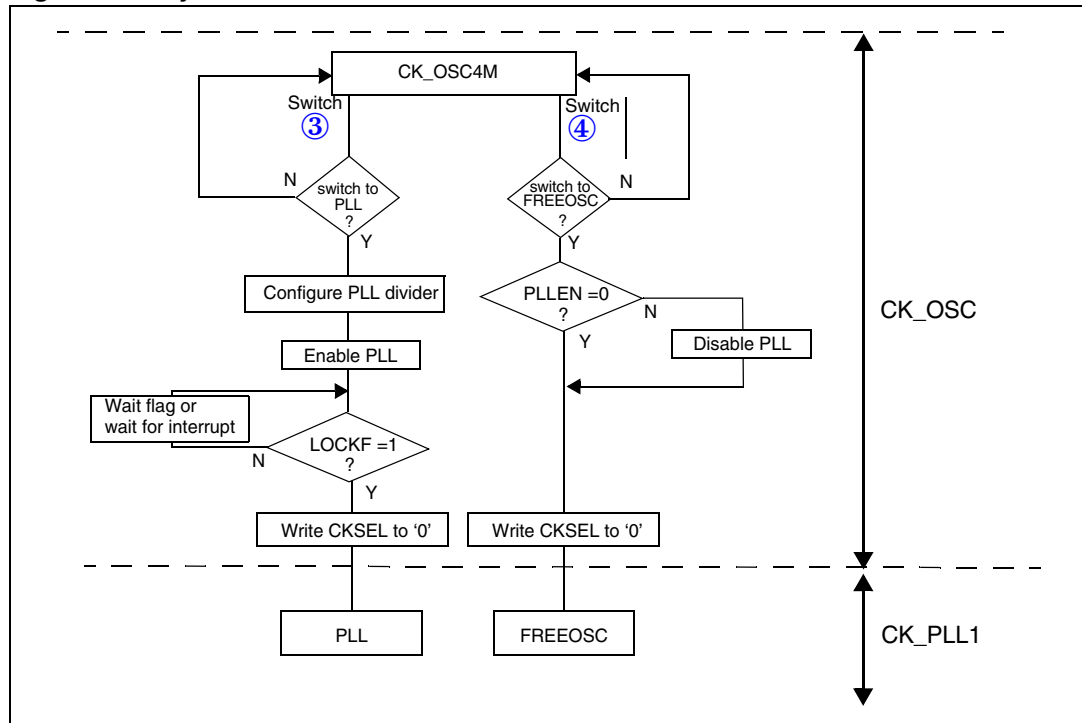 CK_OSC4M
Switch
③
Switch
④
N
switch to
PLL
?
Y
switch to
FREEOSC
?
N
Y
Configure PLL divider
PLLEN =0
?
N
Y
Enable PLL
Disable PLL
CK_OSC
Wait flag or
wait for interrupt
LOCKF =1
?
N
Y
Write CKSEL to ‘0’
Write CKSEL to ‘0’
PLL
FREEOSC
CK_PLL1